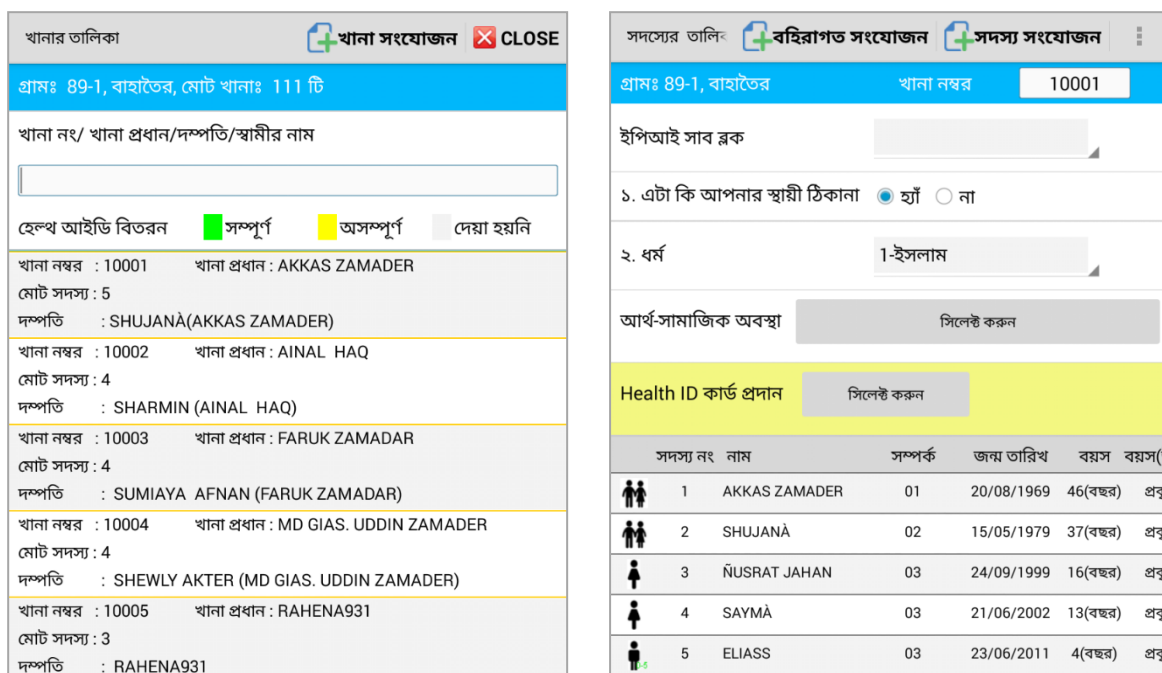 খানার তালিকা খানা সংযোজন CLOSE
গ্রামঃ 89-1, বাহাতৈর, মোট খানাঃ 111 টি
খানা নং/ খানা প্রধান/দম্পতি/স্বামীর নাম
হেল্থ আইডি বিতরন সম্পূর্ণ অসম্পূর্ণ দেয়া হয়নি
খানা নম্বর : 10001 খানা প্রধান : AKKAS ZAMADER
মোট সদস্য : 5
দম্পতি : SHUJANÀ(AKKAS ZAMADER)
খানা নম্বর : 10002 খানা প্রধান : AINAL HAQ
মোট সদস্য : 4
দম্পতি : SHARMIN (AINAL HAQ)
খানা নম্বর : 10003 খানা প্রধান : FARUK ZAMADAR
মোট সদস্য : 4
দম্পতি : SUMIAYA AFNAN (FARUK ZAMADAR)
খানা নম্বর : 10004 খানা প্রধান : MD GIAS. UDDIN ZAMADER
মোট সদস্য : 4
দম্পতি : SHEWLY AKTER (MD GIAS. UDDIN ZAMADER)
খানা নম্বর : 10005 খানা প্রধান : RAHENA931
মোট সদস্য : 3
দম্পতি : RAHENA931
সদস্যের বহিরাগত সংযোজন সদস্য সংযোজন
গ্রামঃ 89-1, বাহাতৈর খানা নম্বর 10001
ইপিআই সাব ব্লক
১. এটা কি আপনার স্থায়ী ঠিকানা হ্যাঁ না
২. ধর্ম 1-ইসলাম
আর্থ-সামাজিক অবস্থা সিলেক্ট করুন
Health ID কার্ড প্রদান সিলেক্ট করুন
সদস্য নং নাম সম্পর্ক জন্ম তারিখ বয়স
1 AKKAS ZAMADER 01 20/08/1969 46(বছর)
2 SHUJANÀ 02 15/05/1979 37(বছর)
3 ÑUSRAT JAHAN 03 24/09/1999 16(বছর)
4 SAYMÀ 03 21/06/2002 13(বছর)
5 ELIASS 03 23/06/2011 4(বছর)